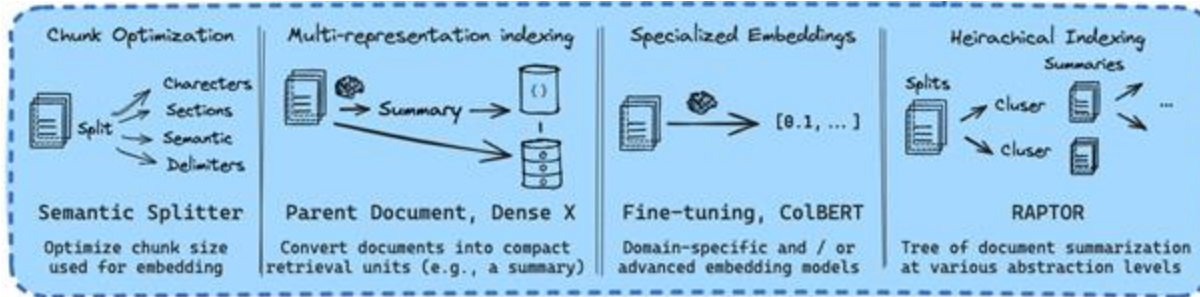 Chunk Optimization
Split
Charecters
Sections
Semantic
Delimiters
Semantic Splitter
Optimize chunk size
used for embedding
Multi-representation indexing
Summary
{}
Parent Document, Dense X
Convert documents into compact
retrieval units (e.g., a summary)
Specialized Embeddings
[0.1, ... ]
Fine-tuning, ColBERT
Domain-specific and / or
advanced embedding models
Heirachical Indexing
Summaries
Splits
Cluser
...
Cluser
RAPTOR
Tree of document summarization
at various abstraction levels